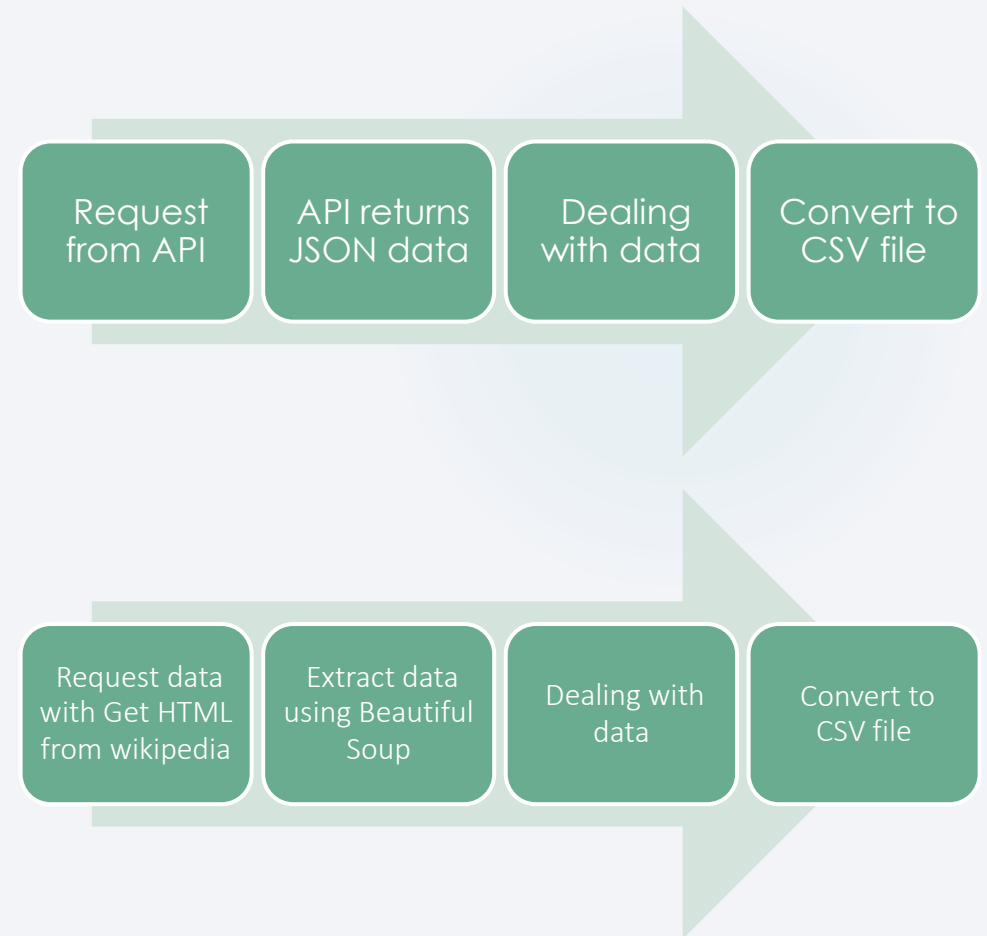 Request
from API
API returns
JSON data
Dealing
with data
Convert to
CSV file
Request data
with Get HTML
from wikipedia
Extract data
using Beautiful
Soup
Dealing with
data
Convert to
CSV file